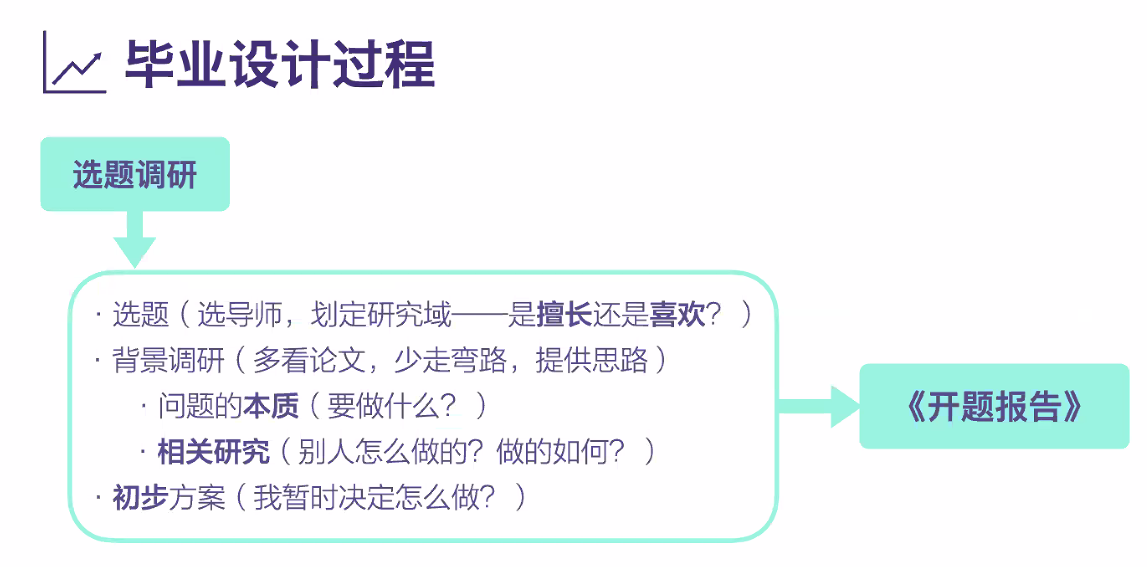 毕业设计过程
选题调研
· 选题（选导师，划定研究域——是擅长还是喜欢？）
· 背景调研（多看论文，少走弯路，提供思路）
· 问题的本质（要做什么？）
· 相关研究（别人怎么做的？做的如何？）
· 初步方案（我暂时决定怎么做？）
《开题报告》